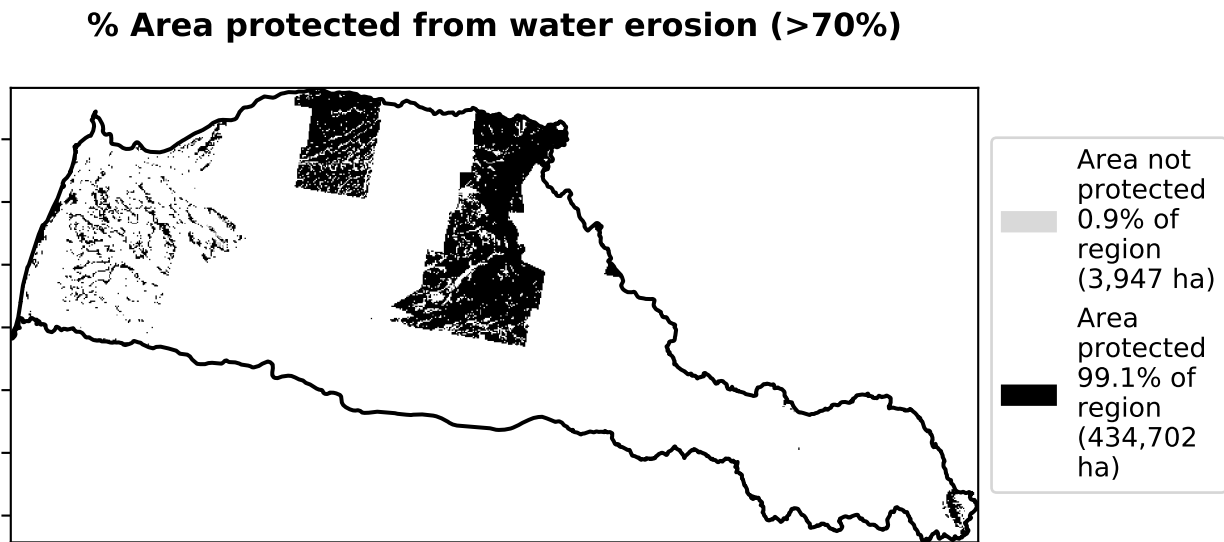 % Area protected from water erosion (>70%)
Area not
protected
0.9% of
region
(3,947 ha)
Area
protected
99.1% of
region
(434,702
ha)